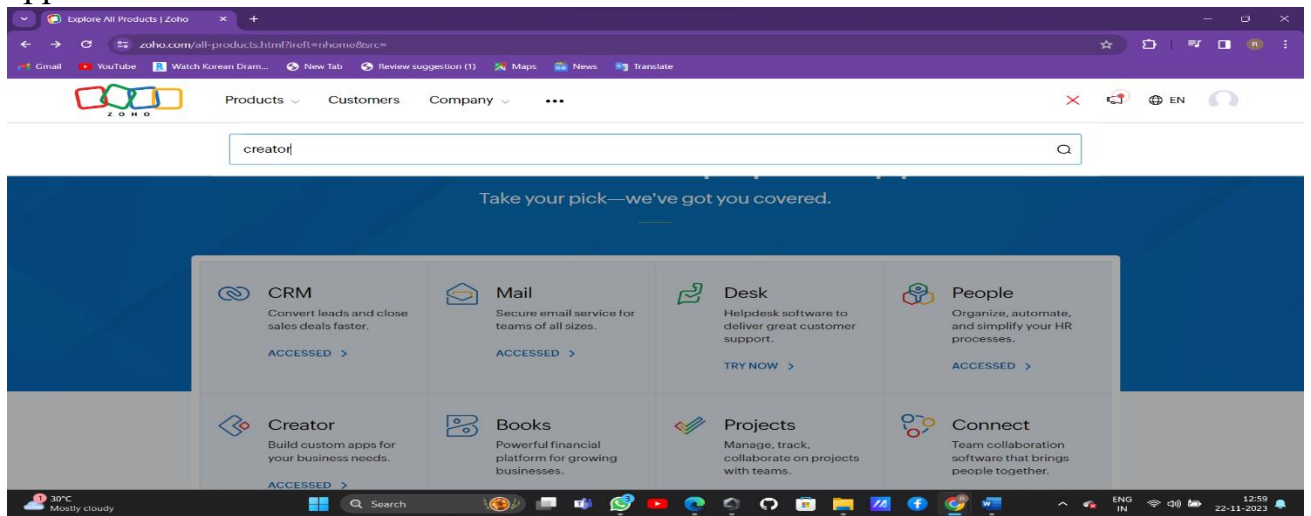 Explore All Products | Zoho
zoho.com/all-products.html?ireft=nhome&src=
R
Gmail YouTube Watch Korean Dram... New Tab Review suggestion (1) Maps News Translate
ZOHO
Products Customers Company EN
creator
Take your pick—we've got you covered.
CRM
Convert leads and close
sales deals faster.
ACCESSED >
Mail
Secure email service for
teams of all sizes.
ACCESSED >
Desk
Helpdesk software to
deliver great customer
support.
TRY NOW >
People
Organize, automate,
and simplify your HR
processes.
ACCESSED >
Creator
Build custom apps for
your business needs.
ACCESSED >
Books
Powerful financial
platform for growing
businesses.
Projects
Manage, track,
collaborate on projects
with teams.
Connect
Team collaboration
software that brings
people together.
1
30°C
Mostly cloudy
Search
ENG
IN
12:59
22-11-2023